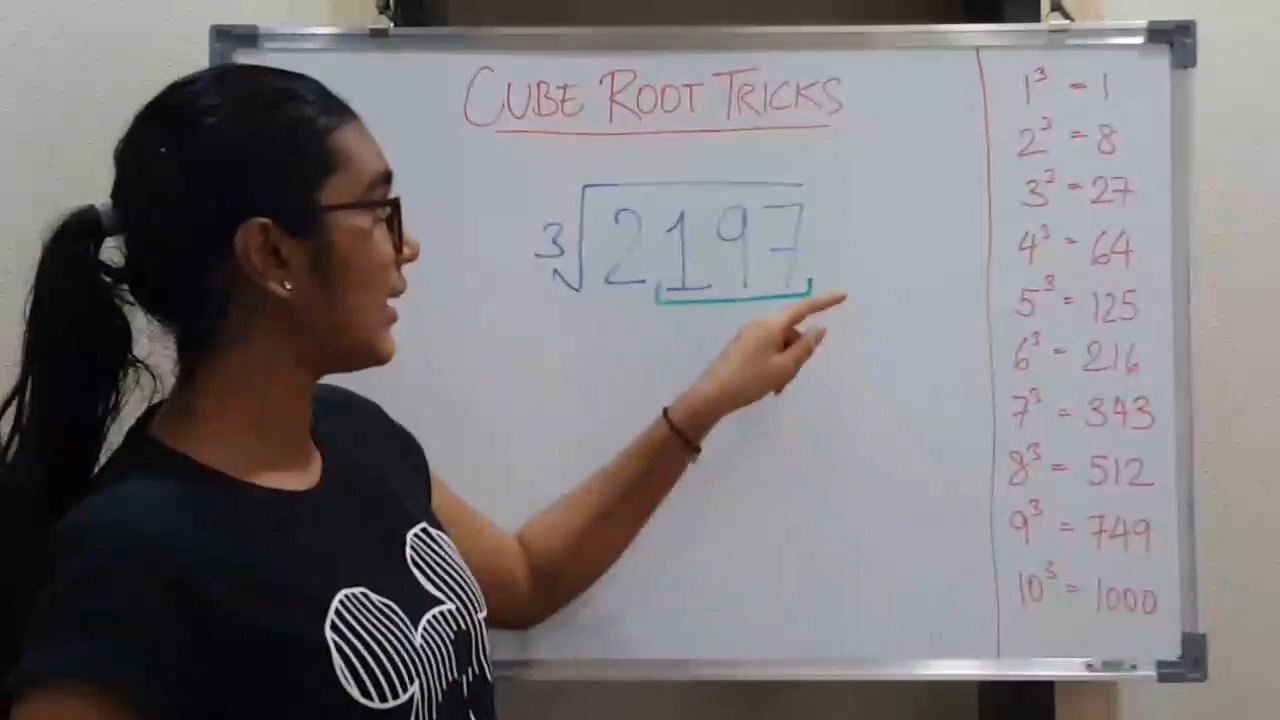 CUBE ROOT TRICKS
∛2197
1³ = 1
2³ = 8
3³ = 27
4³ = 64
5³ = 125
6³ = 216
7³ = 343
8³ = 512
9³ = 749
10³ = 1000